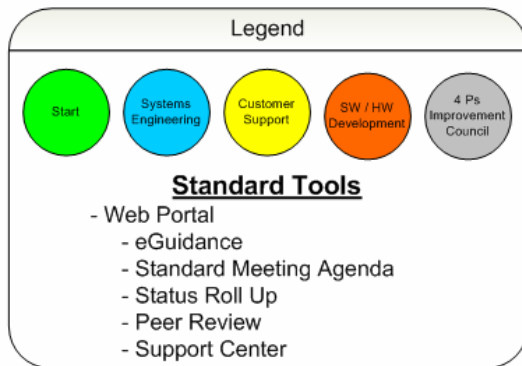 Legend
Start
Systems
Engineering
Customer
Support
SW / HW
Development
4 Ps
Improvement
Council
Standard Tools
- Web Portal
- eGuidance
- Standard Meeting Agenda
- Status Roll Up
- Peer Review
- Support Center